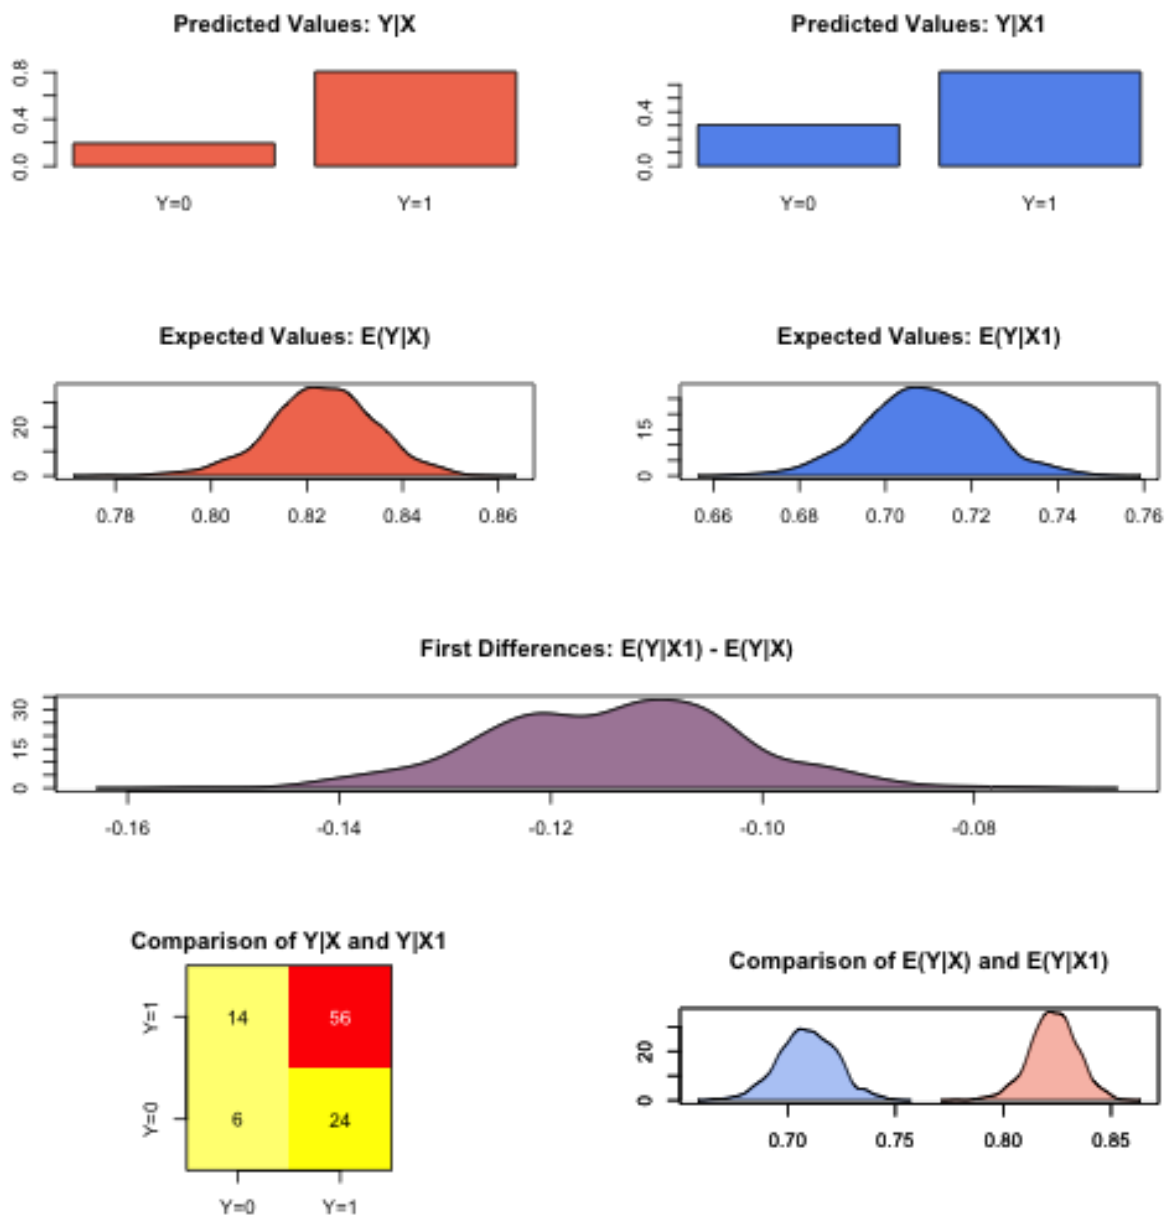 Predicted Values: Y|X
0.0 0.4 0.8
Y=0 Y=1
Predicted Values: Y|X1
0.0 0.4
Y=0 Y=1
Expected Values: E(Y|X)
0 20
0.78 0.80 0.82 0.84 0.86
Expected Values: E(Y|X1)
0 15
0.66 0.68 0.70 0.72 0.74 0.76
First Differences: E(Y|X1) - E(Y|X)
0 15 30
-0.16 -0.14 -0.12 -0.10 -0.08
Comparison of Y|X and Y|X1
Y=1 14 56
Y=0 6 24
Y=0 Y=1
Comparison of E(Y|X) and E(Y|X1)
0 20
0.70 0.75 0.80 0.85